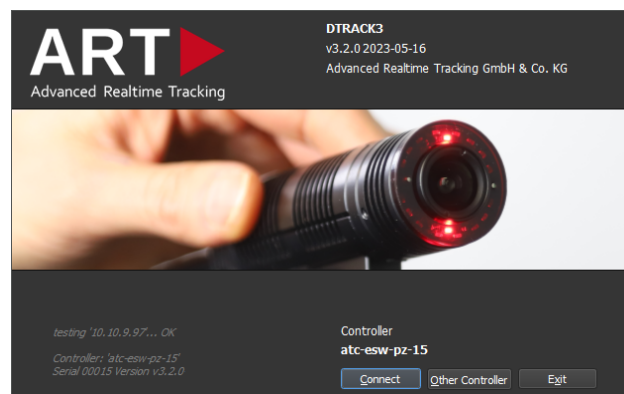 ART
Advanced Realtime Tracking
DTRACK3
v3.2.0 2023-05-16
Advanced Realtime Tracking GmbH & Co. KG
testing '10.10.9.97'... OK
Controller: 'atc-esw-pz-15'
Serial 00015 Version v3.2.0
Controller
atc-esw-pz-15
Connect
Other Controller
Exit